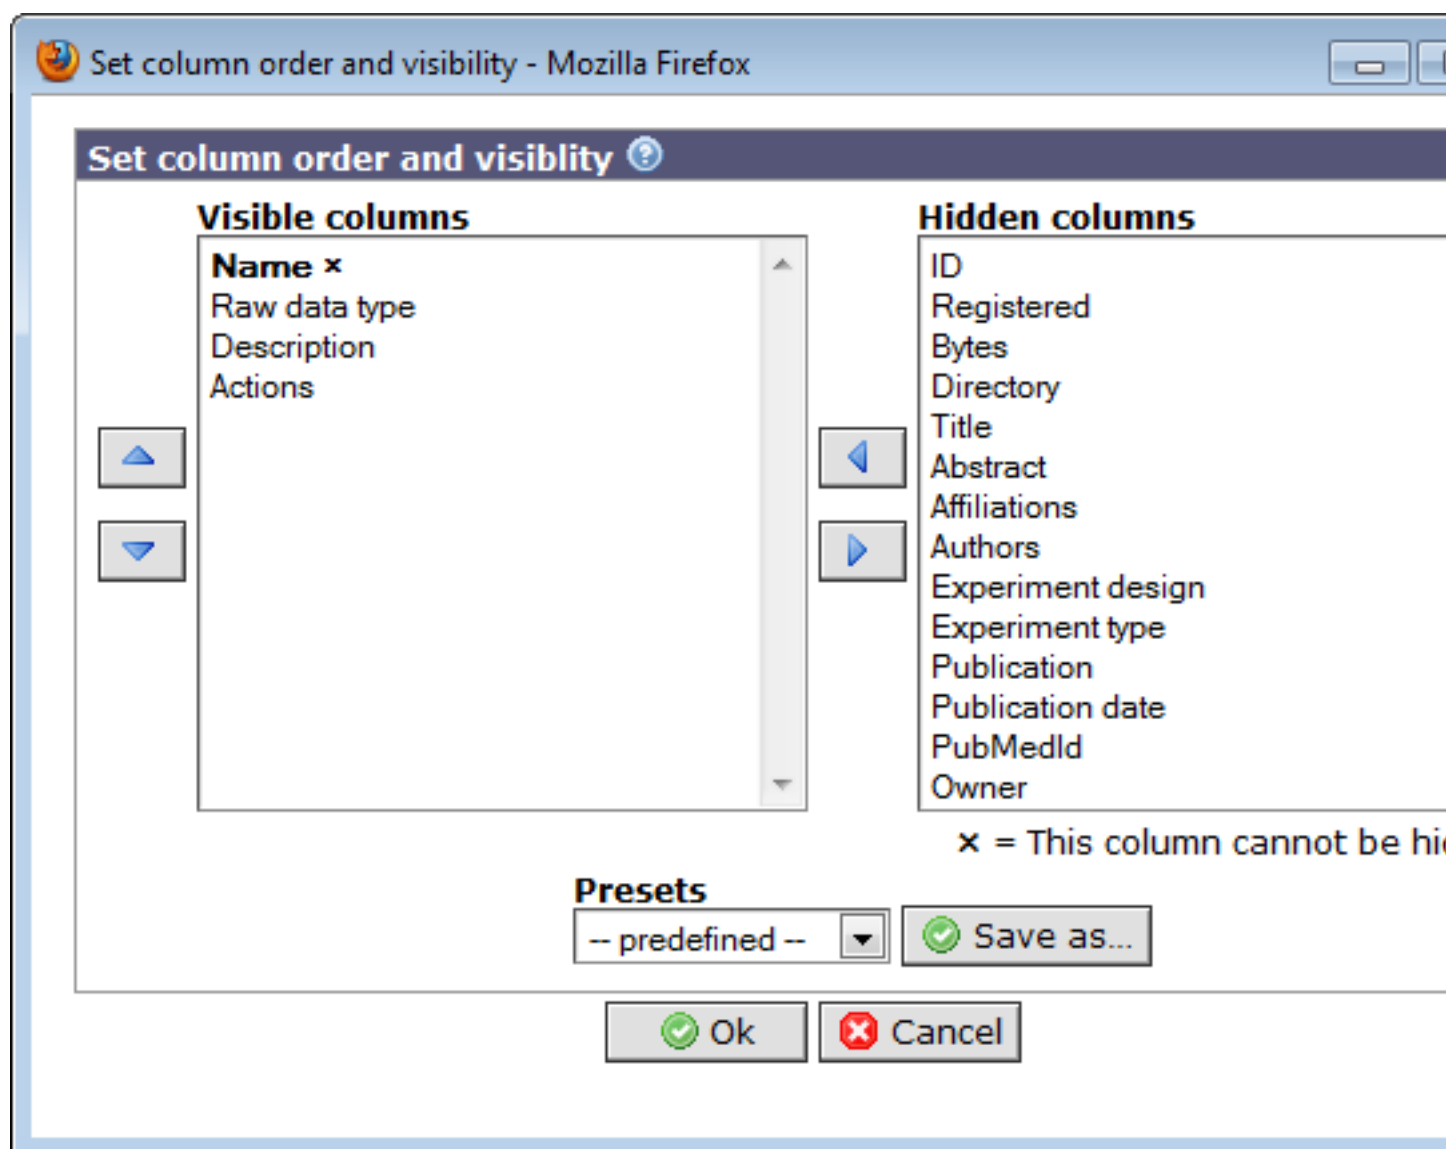 Set column order and visibility - Mozilla Firefox
Set column order and visiblity
Visible columns
Name ×
Raw data type
Description
Actions
Hidden columns
ID
Registered
Bytes
Directory
Title
Abstract
Affiliations
Authors
Experiment design
Experiment type
Publication
Publication date
PubMedId
Owner
× = This column cannot be
Presets
-- predefined --
Save as...
Ok
Cancel